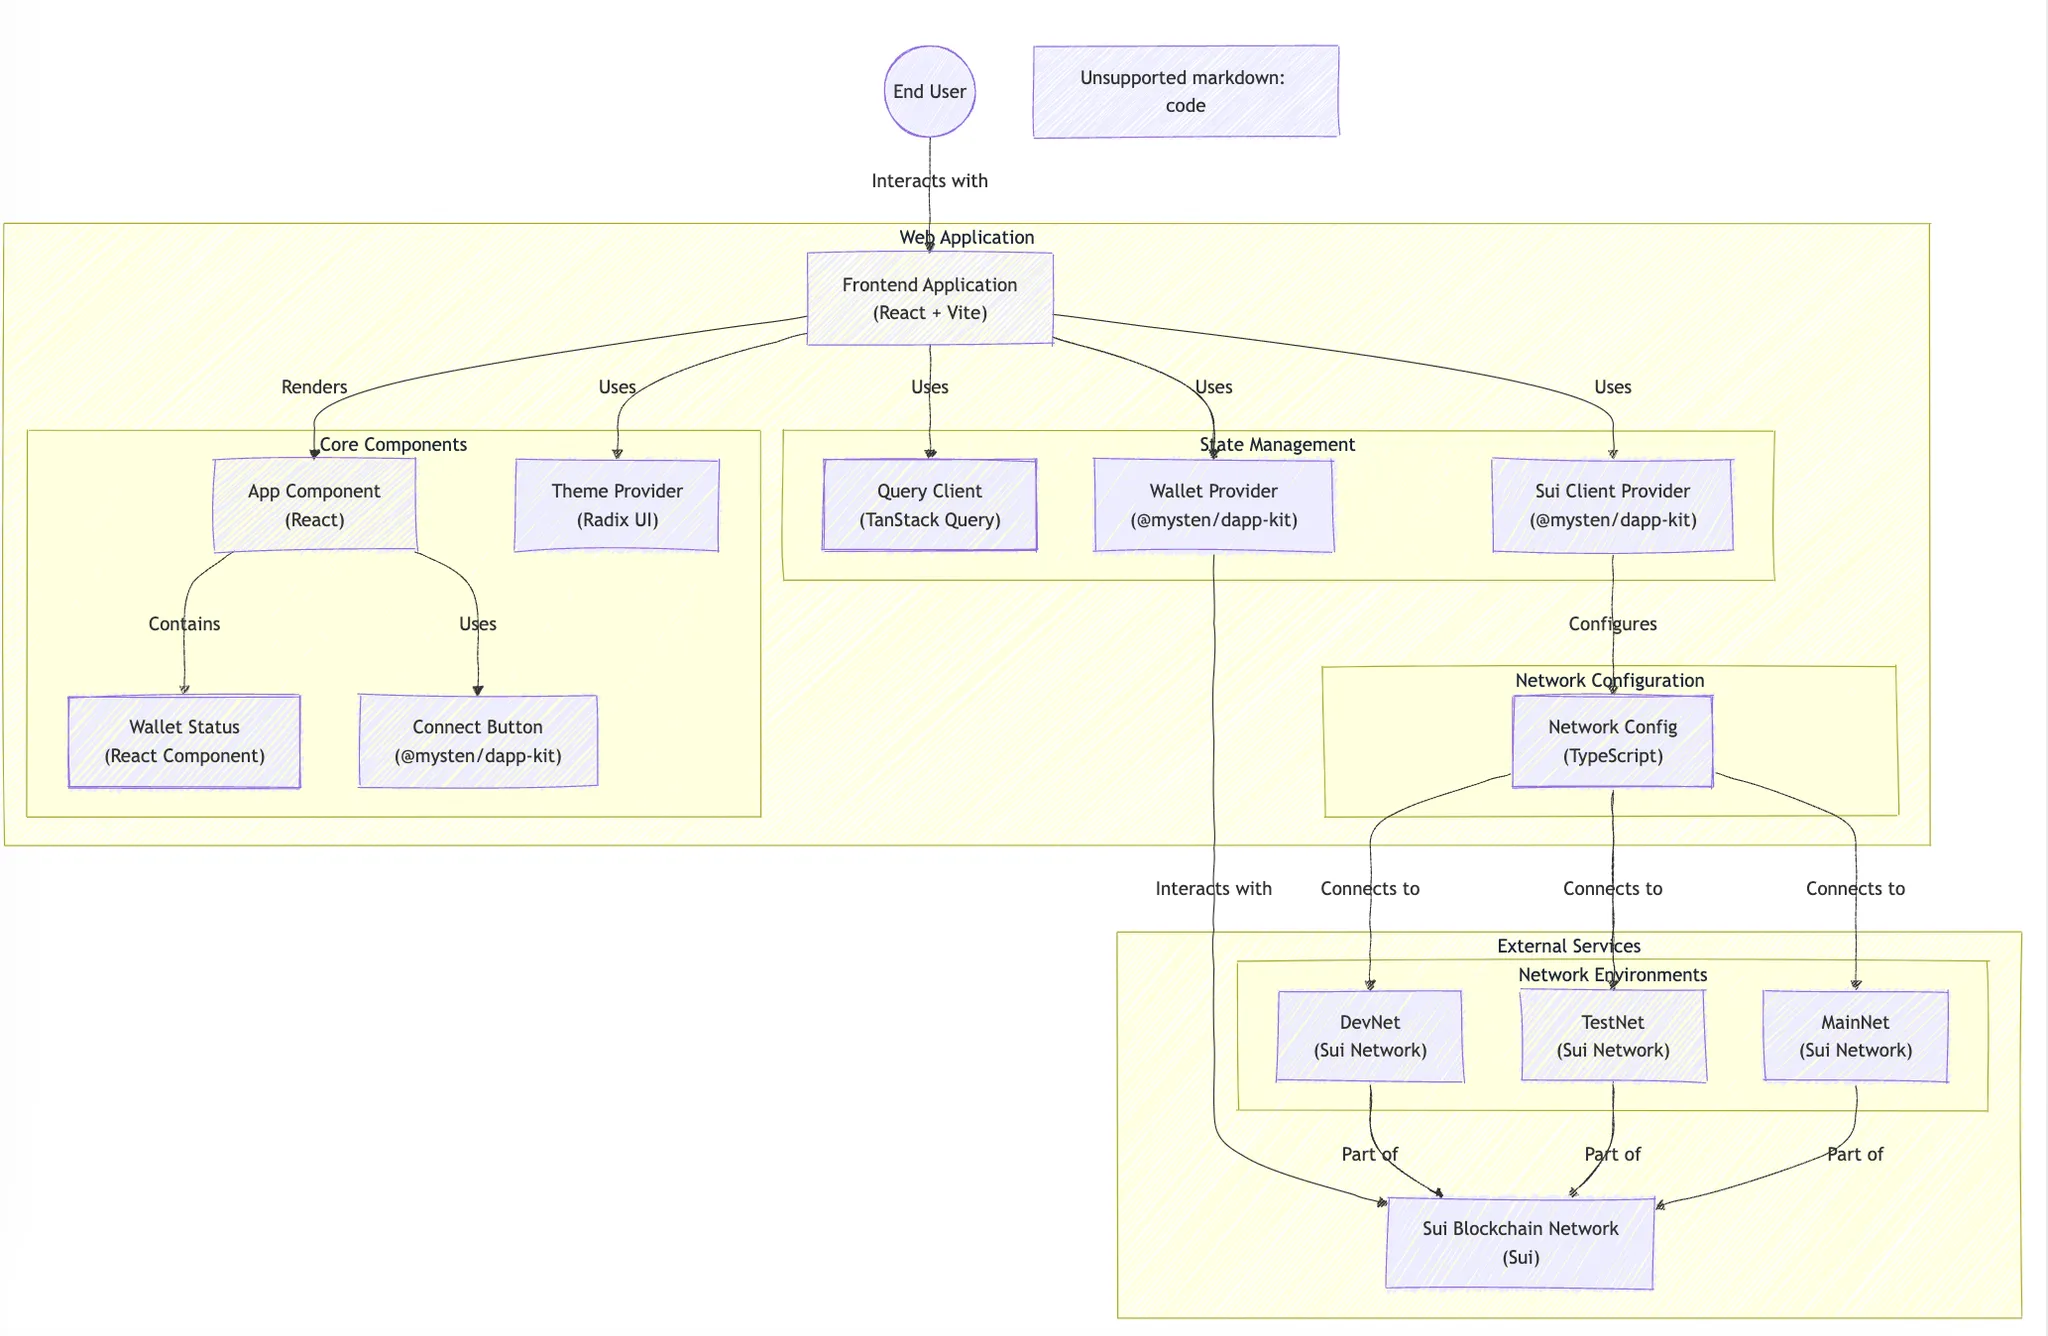 End User
Unsupported markdown:
code
Interacts with
Web Application
Frontend Application
(React + Vite)
Renders
Uses
Uses
Uses
Uses
Core Components
State Management
App Component
(React)
Theme Provider
(Radix UI)
Query Client
(TanStack Query)
Wallet Provider
(@mysten/dapp-kit)
Sui Client Provider
(@mysten/dapp-kit)
Contains
Uses
Configures
Network Configuration
Wallet Status
(React Component)
Connect Button
(@mysten/dapp-kit)
Network Config
(TypeScript)
Interacts with
Connects to
Connects to
Connects to
External Services
Network Environments
DevNet
(Sui Network)
TestNet
(Sui Network)
MainNet
(Sui Network)
Part of
Part of
Part of
Sui Blockchain Network
(Sui)